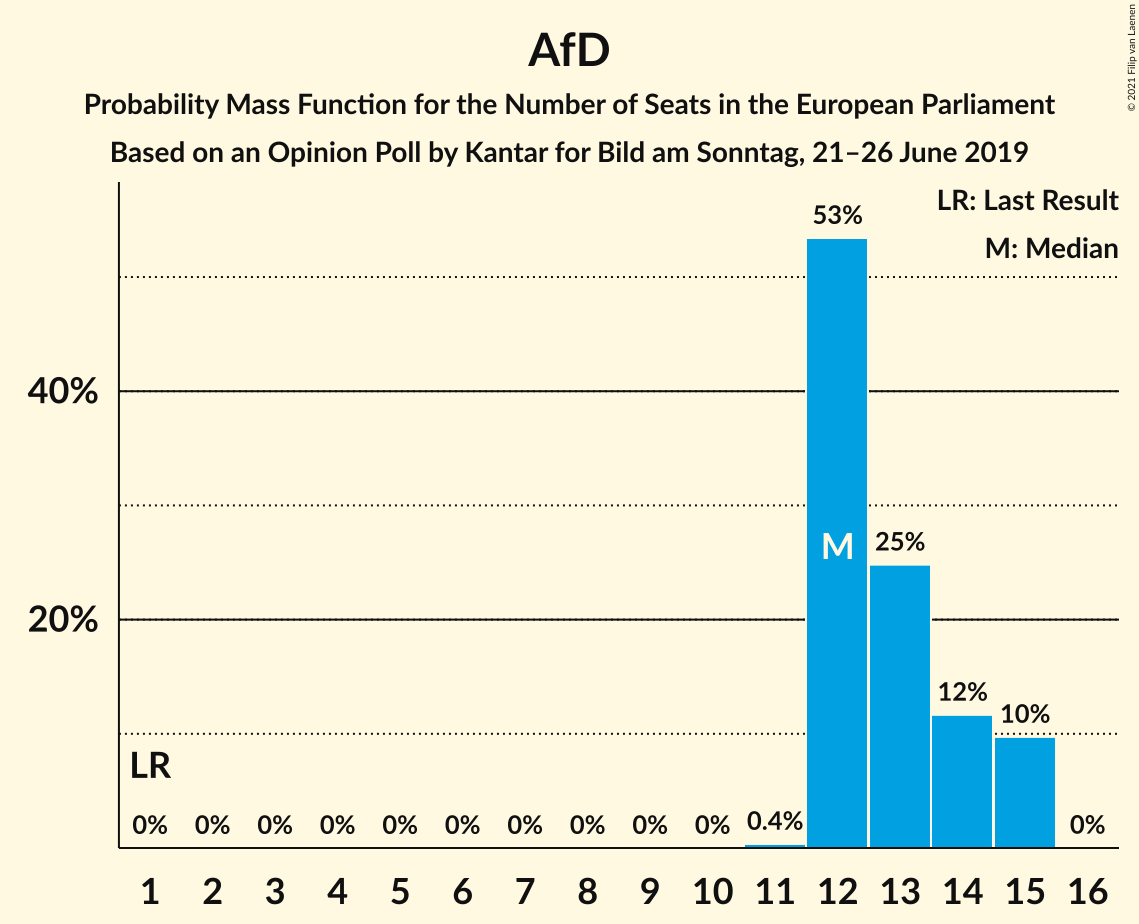 AfD
Probability Mass Function for the Number of Seats in the European Parliament
Based on an Opinion Poll by Kantar for Bild am Sonntag, 21–26 June 2019
© 2021 Filip van Laenen
LR: Last Result
M: Median
53%
40%
M
25%
20%
12%
10%
LR
0% 0% 0% 0% 0% 0% 0% 0% 0% 0% 0.4% 0%
1 2 3 4 5 6 7 8 9 10 11 12 13 14 15 16